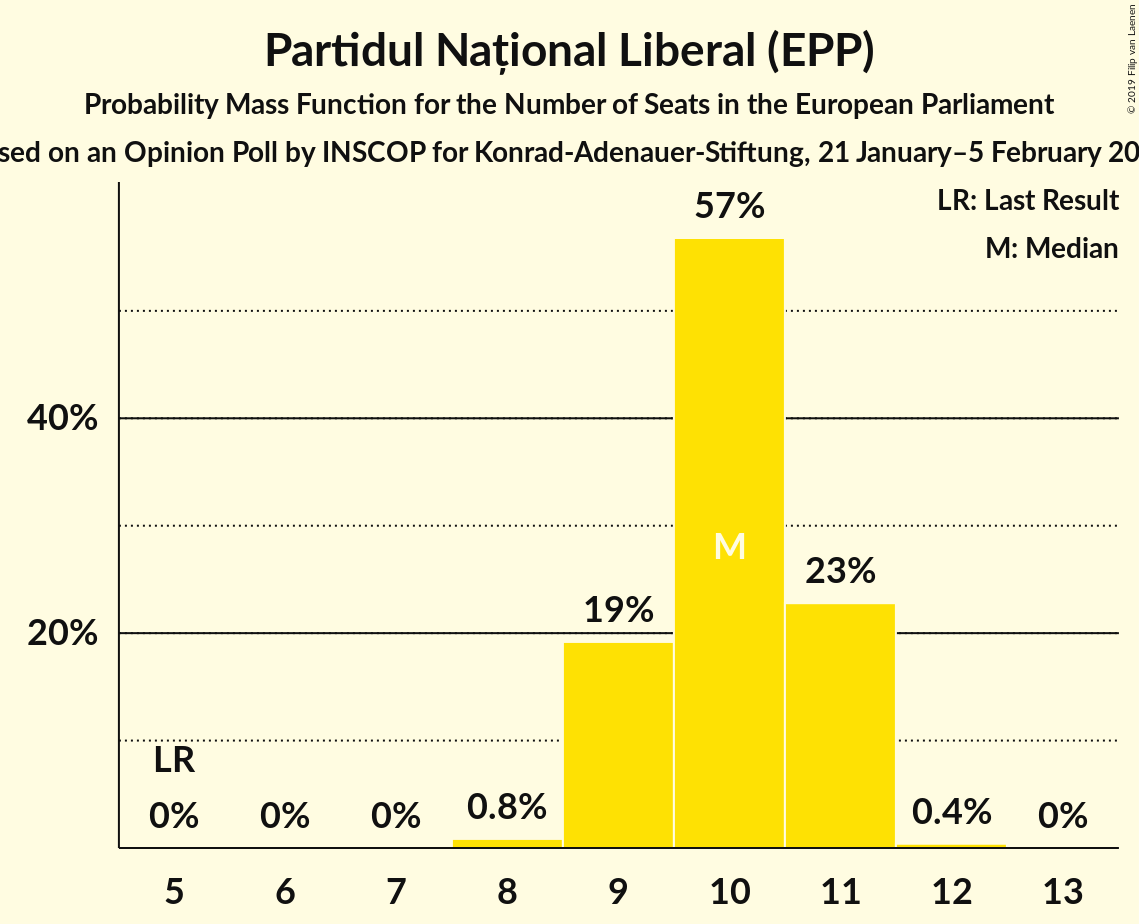 Partidul Național Liberal (EPP)
Probability Mass Function for the Number of Seats in the European Parliament
on an Opinion Poll by INSCOP for Konrad-Adenauer-Stiftung, 21 January–5 February
© 2019 Filip van Laenen
LR: Last Result
M: Median
57%
40%
M
23%
19%
20%
LR
0%
0%
0%
0.8%
0.4%
0%
5
6
7
8
9
10
11
12
13